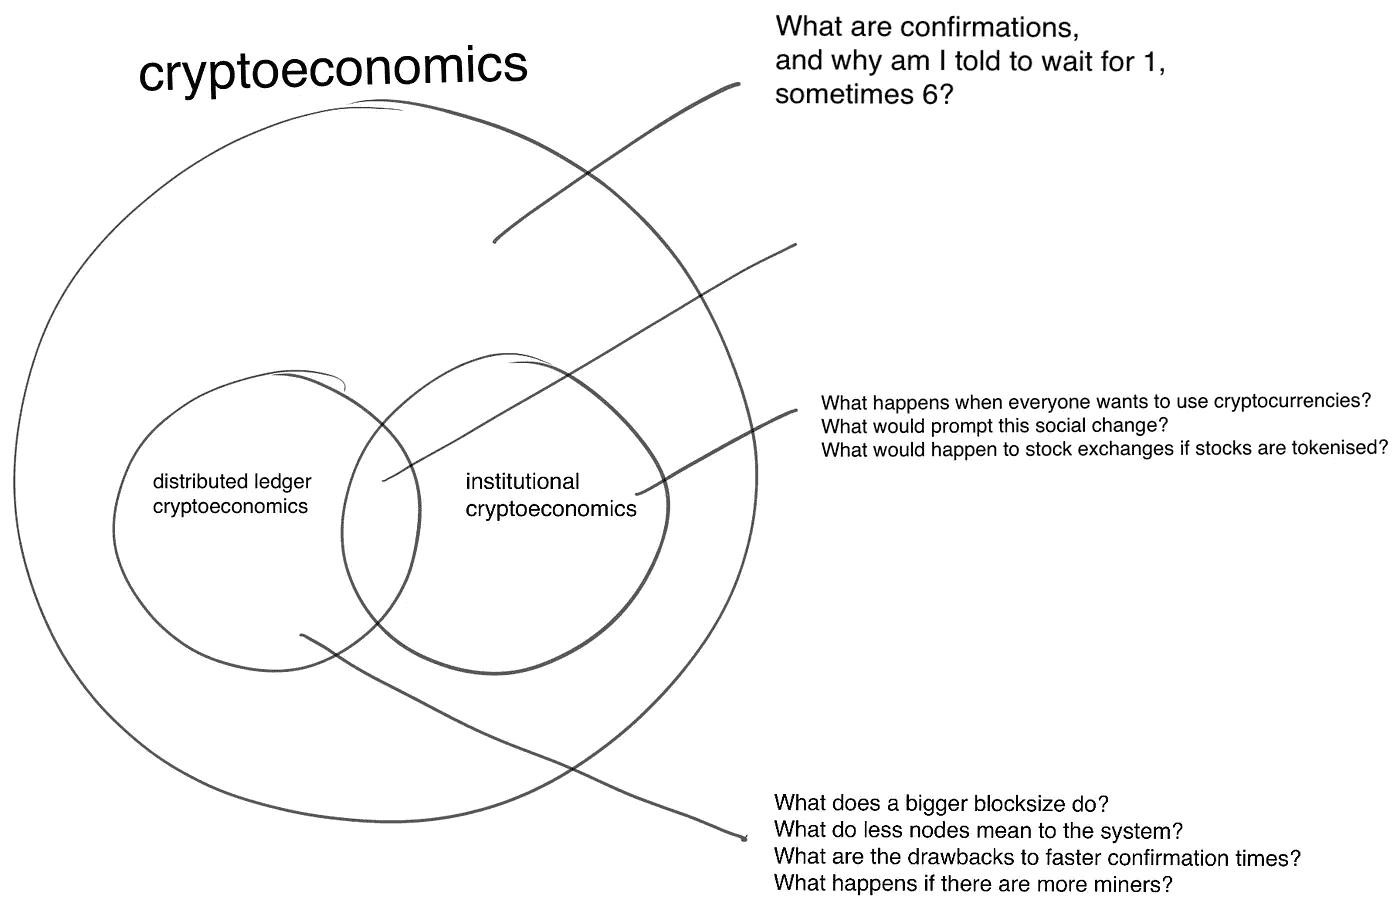 cryptoeconomics
What are confirmations,
and why am I told to wait for 1,
sometimes 6?
What happens when everyone wants to use cryptocurrencies?
What would prompt this social change?
What would happen to stock exchanges if stocks are tokenised?
distributed ledger
cryptoeconomics
institutional
cryptoeconomics
What does a bigger blocksize do?
What do less nodes mean to the system?
What are the drawbacks to faster confirmation times?
What happens if there are more miners?